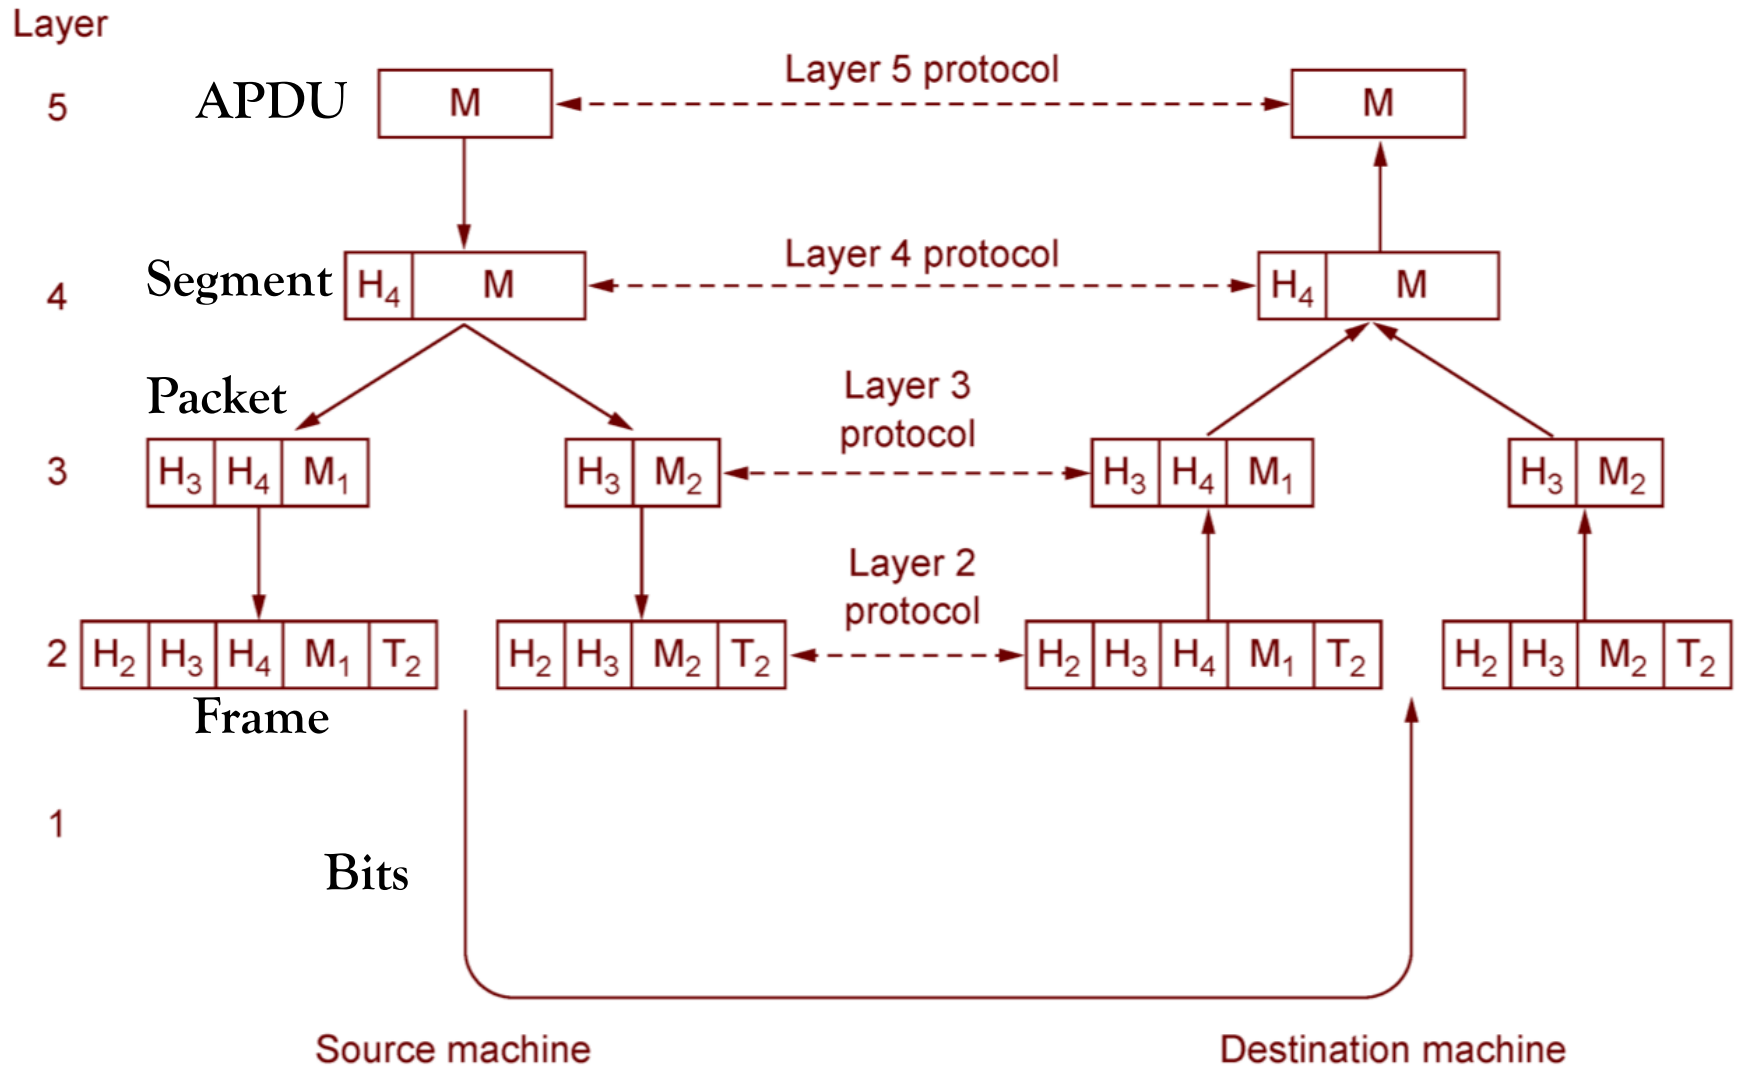 Layer
5 APDU M Layer 5 protocol M
4 Segment H4 M Layer 4 protocol H4 M
Packet
Layer 3
protocol
3 H3 H4 M1 H3 M2 H3 H4 M1 H3 M2
Layer 2
protocol
2 H2 H3 H4 M1 T2 H2 H3 M2 T2 H2 H3 H4 M1 T2 H2 H3 M2 T2
Frame
1
Bits
Source machine Destination machine